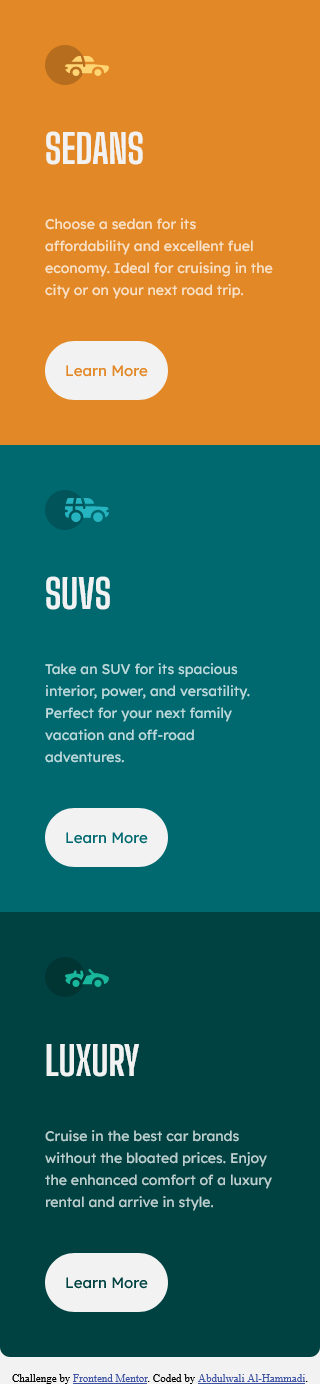 SEDANS
Choose a sedan for its
affordability and excellent fuel
economy. Ideal for cruising in the
city or on your next road trip.
Learn More
SUVS
Take an SUV for its spacious
interior, power, and versatility.
Perfect for your next family
vacation and off-road
adventures.
Learn More
LUXURY
Cruise in the best car brands
without the bloated prices. Enjoy
the enhanced comfort of a luxury
rental and arrive in style.
Learn More
Challenge by Frontend Mentor. Coded by Abdulwali Al-Hammadi.